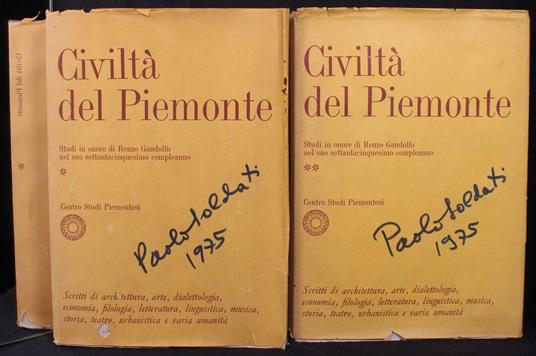 Civiltà del Piemonte
*
Civiltà
del Piemonte
Studi in onore di Renzo Gandolfo
nel suo settantacinquesimo compleanno
*
Centro Studi Piemontesi
Paolo Soldati
1975
Scritti di architettura, arte, dialettologia,
economia, filologia, letteratura, linguistica, musica,
storia, teatro, urbanistica e varia umanità
Civiltà
del Piemonte
Studi in onore di Renzo Gandolfo
nel suo settantacinquesimo compleanno
**
Centro Studi Piemontesi
Paolo Soldati
1975
Scritti di architettura, arte, dialettologia,
economia, filologia, letteratura, linguistica, musica,
storia, teatro, urbanistica e varia umanità